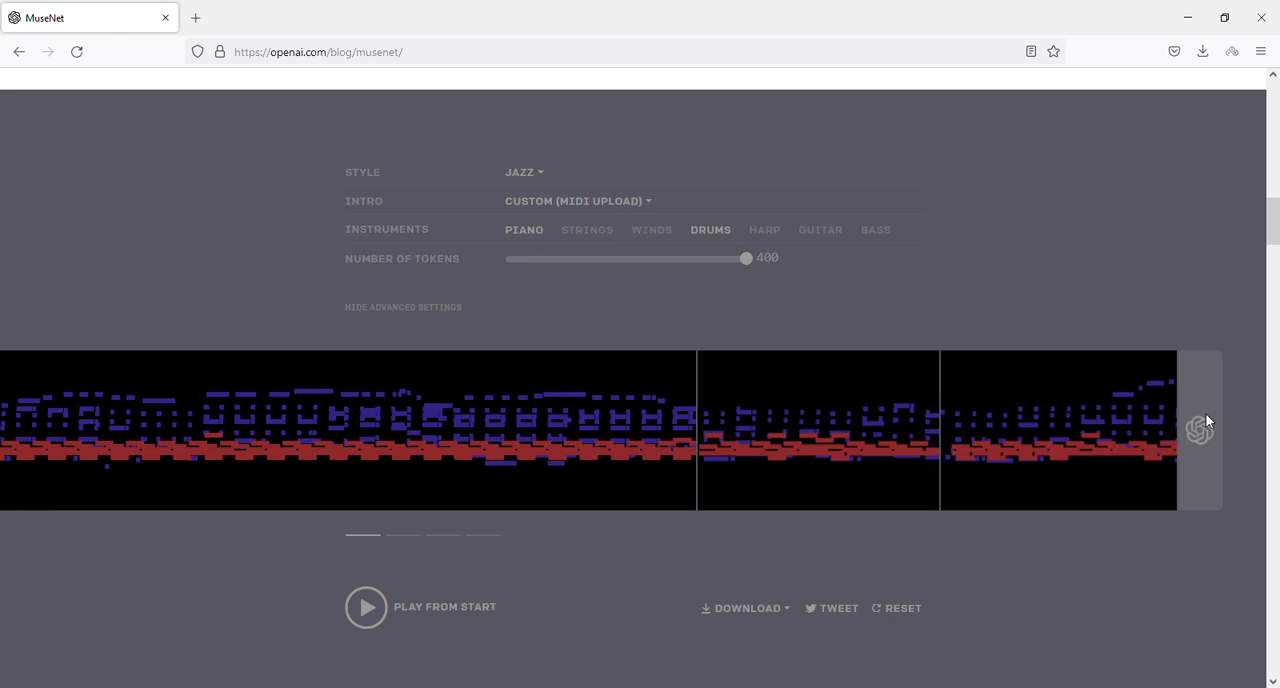 MuseNet
https://openai.com/blog/musenet/
STYLE JAZZ
INTRO CUSTOM (MIDI UPLOAD)
INSTRUMENTS PIANO STRINGS WINDS DRUMS HARP GUITAR BASS
NUMBER OF TOKENS 400
HIDE ADVANCED SETTINGS
PLAY FROM START DOWNLOAD TWEET RESET